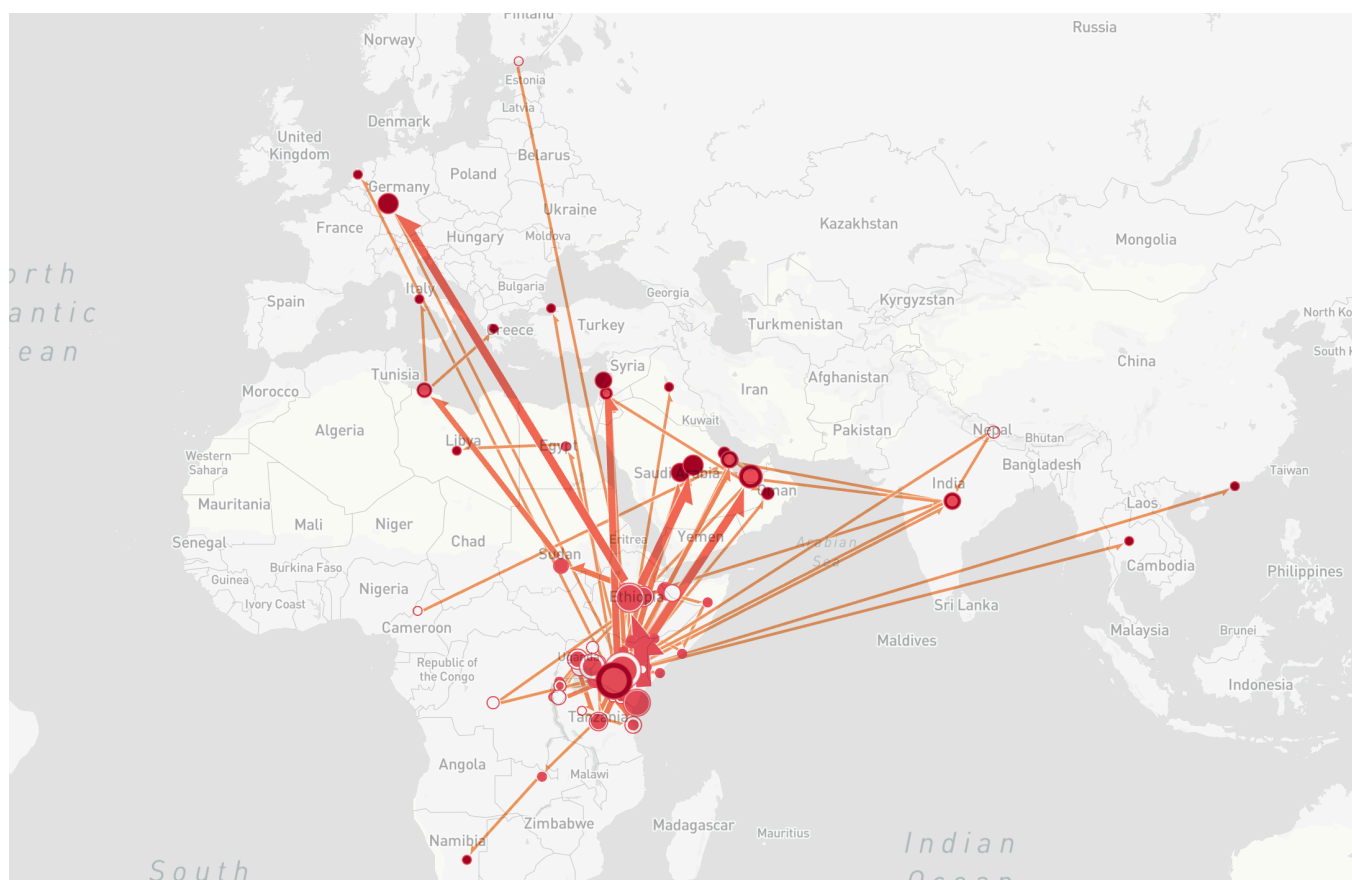 Finland
Russia
Norway
Estonia
Latvia
Denmark
United
Kingdom
Belarus
Poland
Germany
Ukraine
France
Kazakhstan
Hungary
Moldova
Mongolia
orth
antic
ean
Italy
Bulgaria
Georgia
Spain
Kyrgyzstan
North Ko
Greece
Turkey
Turkmenistan
South K
China
Syria
Tunisia
Afghanistan
Iran
Morocco
Kuwait
Algeria
Libya
Egypt
Pakistan
Nepal
Bhutan
Western
Sahara
Bangladesh
Taiwan
Saudi Arabia
India
Oman
Mauritania
Laos
Mali
Niger
Yemen
Eritrea
Chad
Senegal
Arabian
Sea
Sudan
Burkina Faso
Cambodia
Philippines
Guinea
Nigeria
Ethiopia
Ivory Coast
Sri Lanka
Cameroon
Malaysia
Brunei
Maldives
Uganda
Republic of
the Congo
Indonesia
Tanzania
Angola
Malawi
Zimbabwe
Madagascar
Mauritius
Namibia
Indian
Ocean
South